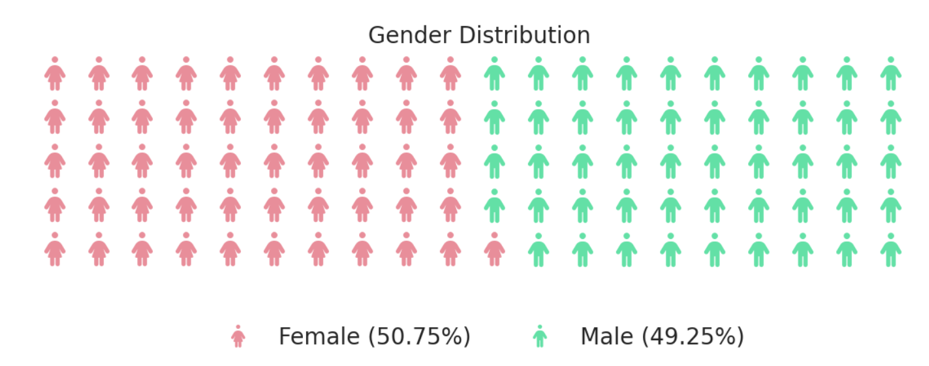 Gender Distribution
Female (50.75%) Male (49.25%)